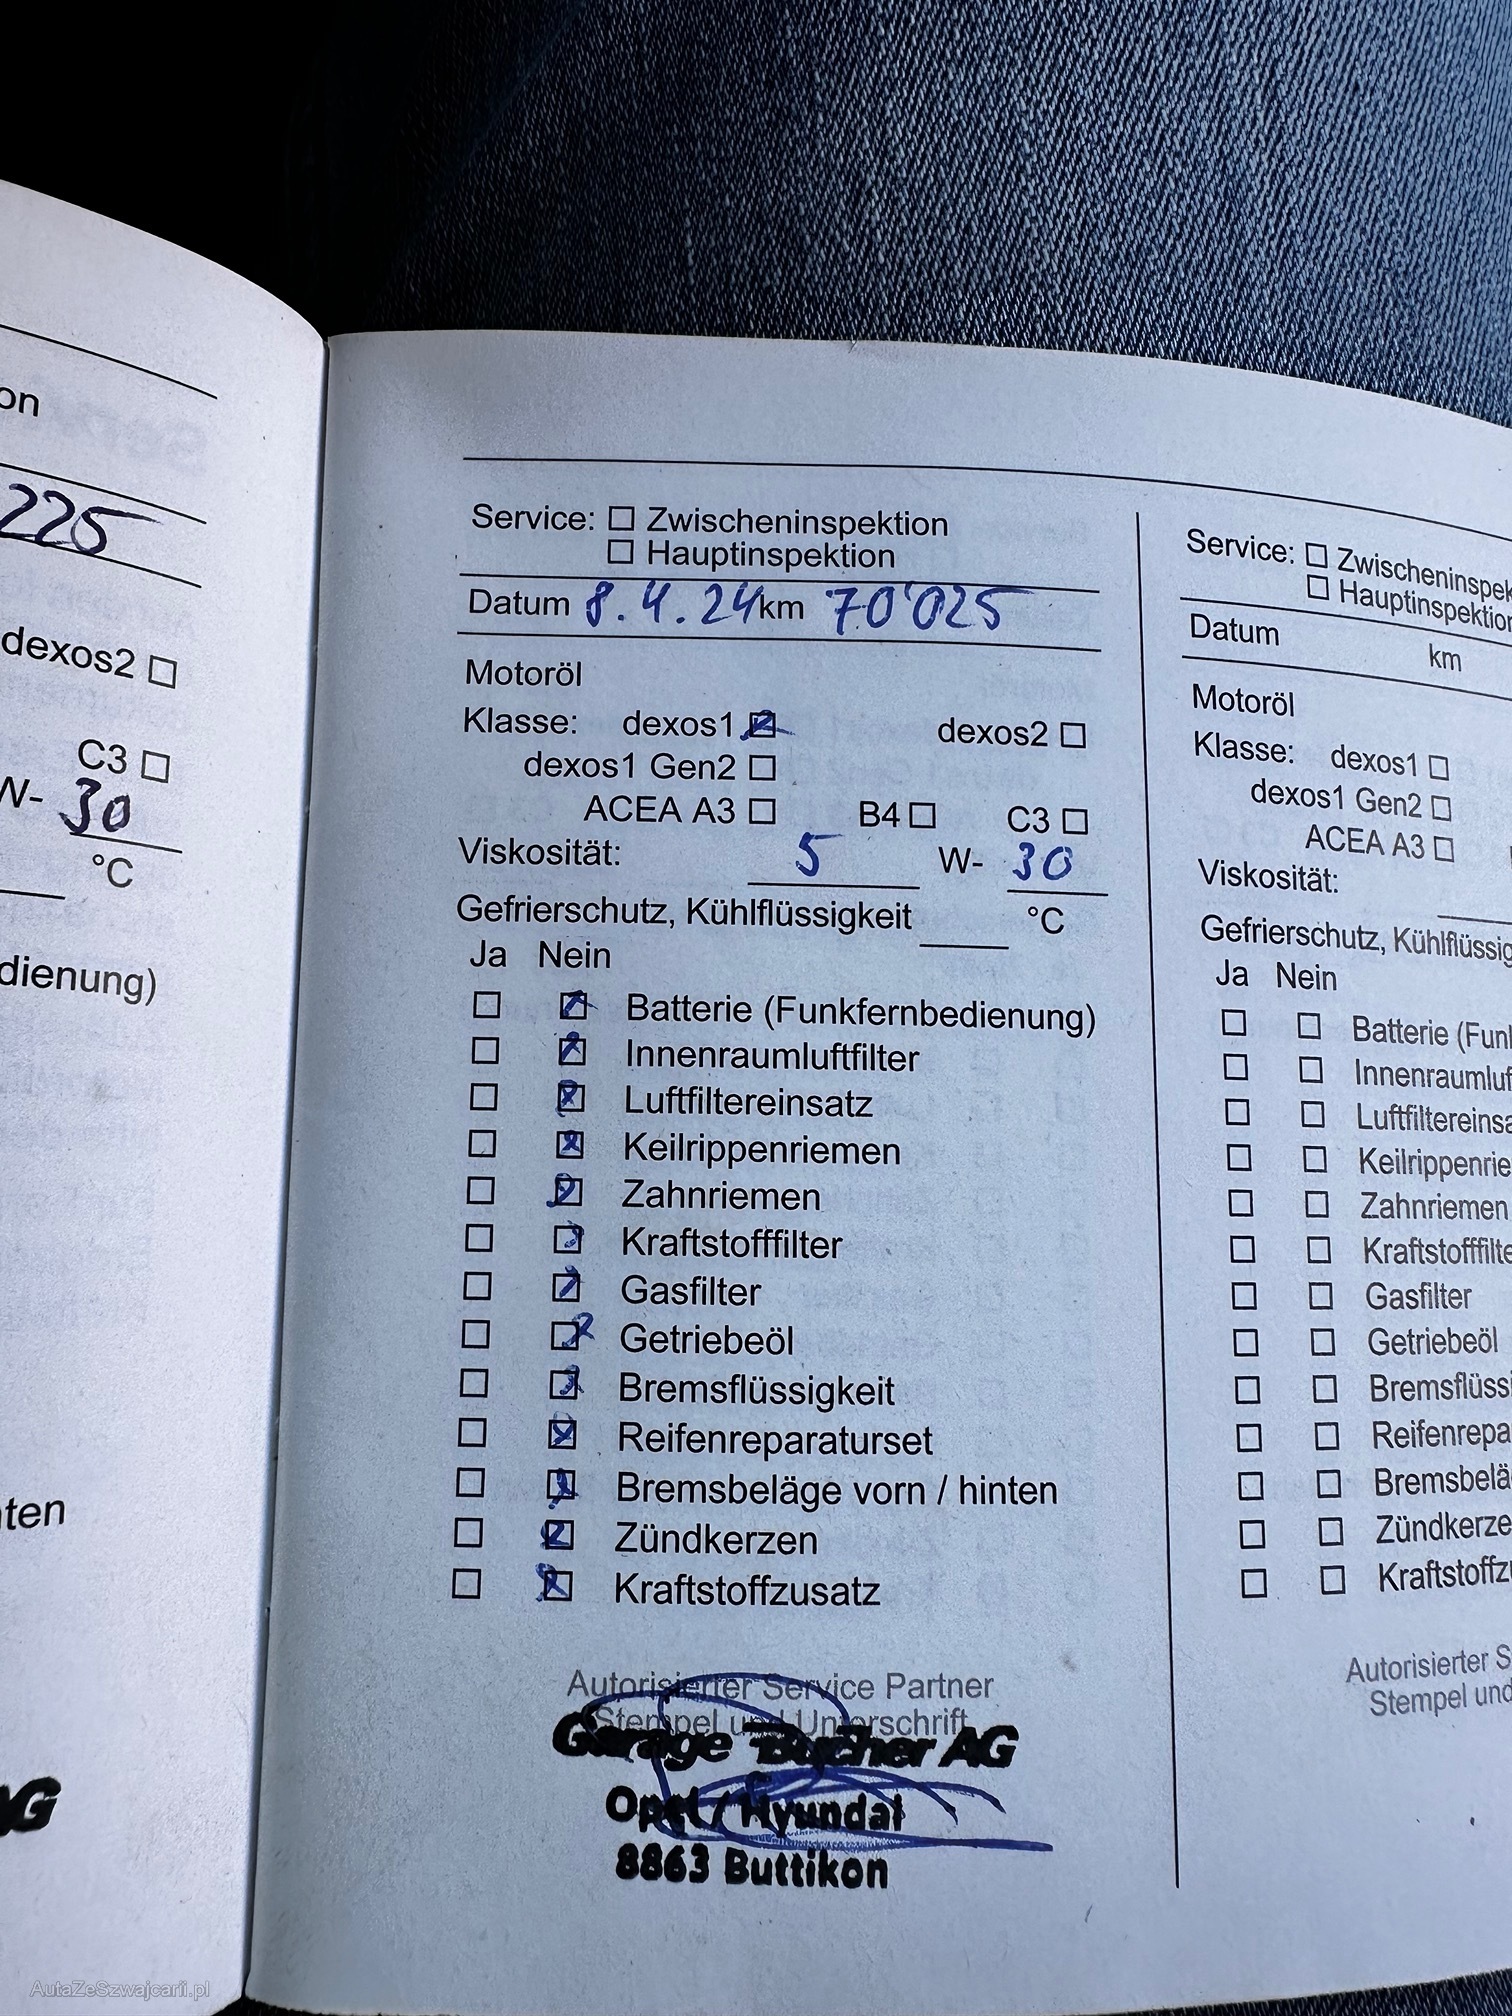 on
225
dexos2 ☐
C3 ☐
W- 30
°C
dienung)
ten
AG
Service: ☐ Zwischeninspektion
☐ Hauptinspektion
Datum 8.4.24 km 70'025
Motoröl
Klasse: dexos1 ☒ dexos2 ☐
dexos1 Gen2 ☐
ACEA A3 ☐ B4 ☐ C3 ☐
Viskosität: 5 W- 30
Gefrierschutz, Kühlflüssigkeit ____ °C
Ja Nein
☐ ☒ Batterie (Funkfernbedienung)
☐ ☒ Innenraumluftfilter
☐ ☒ Luftfiltereinsatz
☐ ☒ Keilrippenriemen
☐ ☒ Zahnriemen
☐ ☒ Kraftstofffilter
☐ ☒ Gasfilter
☐ ☒ Getriebeöl
☐ ☒ Bremsflüssigkeit
☐ ☒ Reifenreparaturset
☐ ☒ Bremsbeläge vorn / hinten
☐ ☒ Zündkerzen
☐ ☒ Kraftstoffzusatz
Autorisierter Service Partner
Stempel und Unterschrift
Garage Bucher AG
Opel / Hyundai
8863 Buttikon
Service: ☐ Zwischeninspek
☐ Hauptinspektion
Datum km
Motoröl
Klasse: dexos1 ☐
dexos1 Gen2 ☐
ACEA A3 ☐
Viskosität:
Gefrierschutz, Kühlflüssig
Ja Nein
☐ ☐ Batterie (Fun
☐ ☐ Innenraumluf
☐ ☐ Luftfiltereinsa
☐ ☐ Keilrippenrie
☐ ☐ Zahnriemen
☐ ☐ Kraftstofffilte
☐ ☐ Gasfilter
☐ ☐ Getriebeöl
☐ ☐ Bremsflüssi
☐ ☐ Reifenrepa
☐ ☐ Bremsbelä
☐ ☐ Zündkerze
☐ ☐ Kraftstoffz
Autorisierter S
Stempel und
AutaZeSzwajcarii.pl